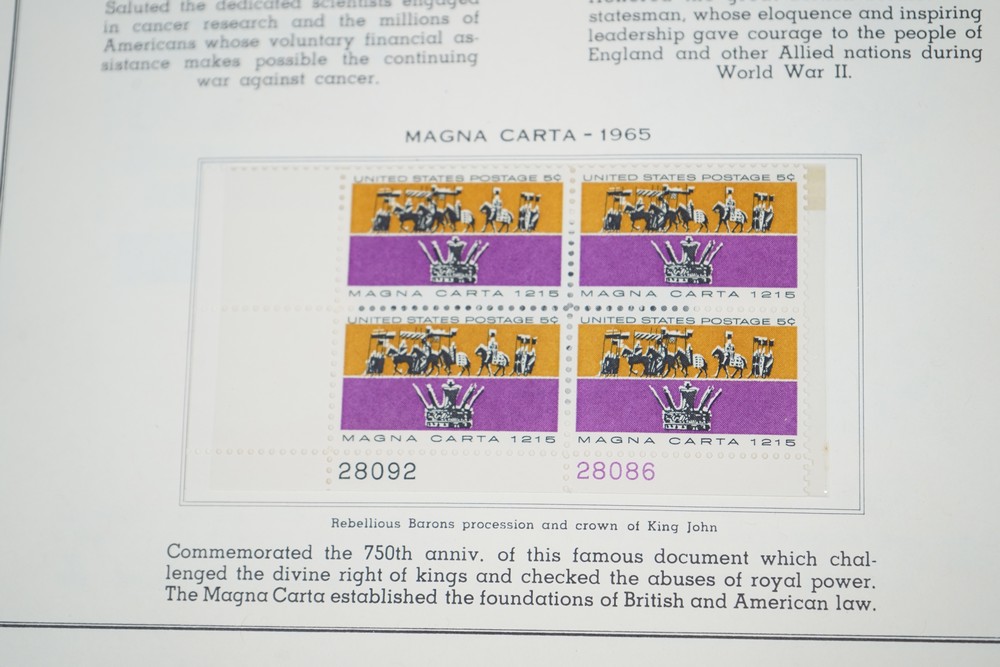 Saluted the dedicated scientists engaged
in cancer research and the millions of
Americans whose voluntary financial as-
sistance makes possible the continuing
war against cancer.
statesman, whose eloquence and inspiring
leadership gave courage to the people of
England and other Allied nations during
World War II.
MAGNA CARTA - 1965
UNITED STATES POSTAGE 5¢
MAGNA CARTA 1215
UNITED STATES POSTAGE 5¢
MAGNA CARTA 1215
UNITED STATES POSTAGE 5¢
MAGNA CARTA 1215
UNITED STATES POSTAGE 5¢
MAGNA CARTA 1215
28092
28086
Rebellious Barons procession and crown of King John
Commemorated the 750th anniv. of this famous document which chal-
lenged the divine right of kings and checked the abuses of royal power.
The Magna Carta established the foundations of British and American law.